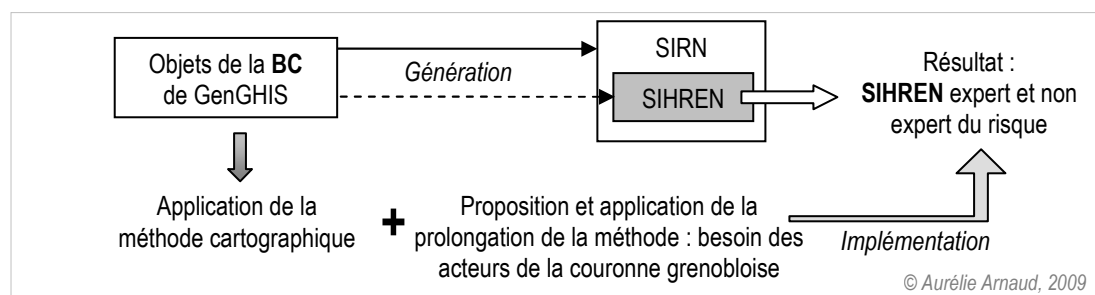 Objets de la BC
de GenGHIS
Génération
SIRN
SIHREN
Résultat :
SIHREN expert et non
expert du risque
Application de la
méthode cartographique
+
Proposition et application de la
prolongation de la méthode : besoin des
acteurs de la couronne grenobloise
Implémentation
© Aurélie Arnaud, 2009